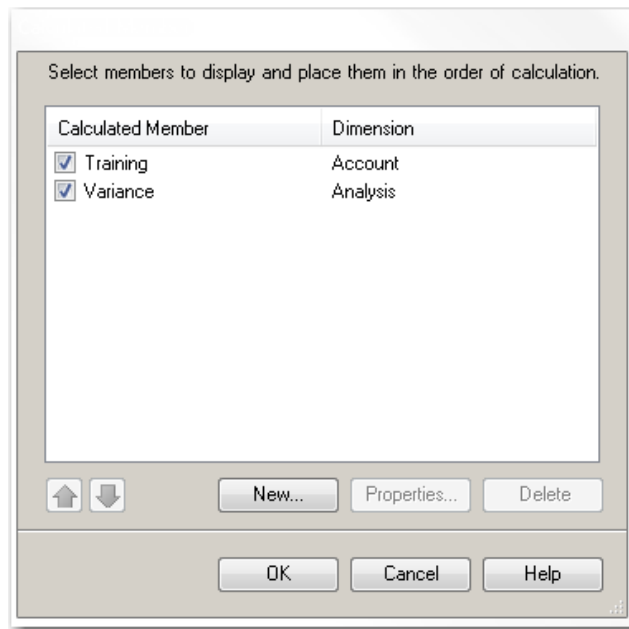 Select members to display and place them in the order of calculation.
Calculated Member Dimension
Training Account
Variance Analysis
New... Properties... Delete
OK Cancel Help